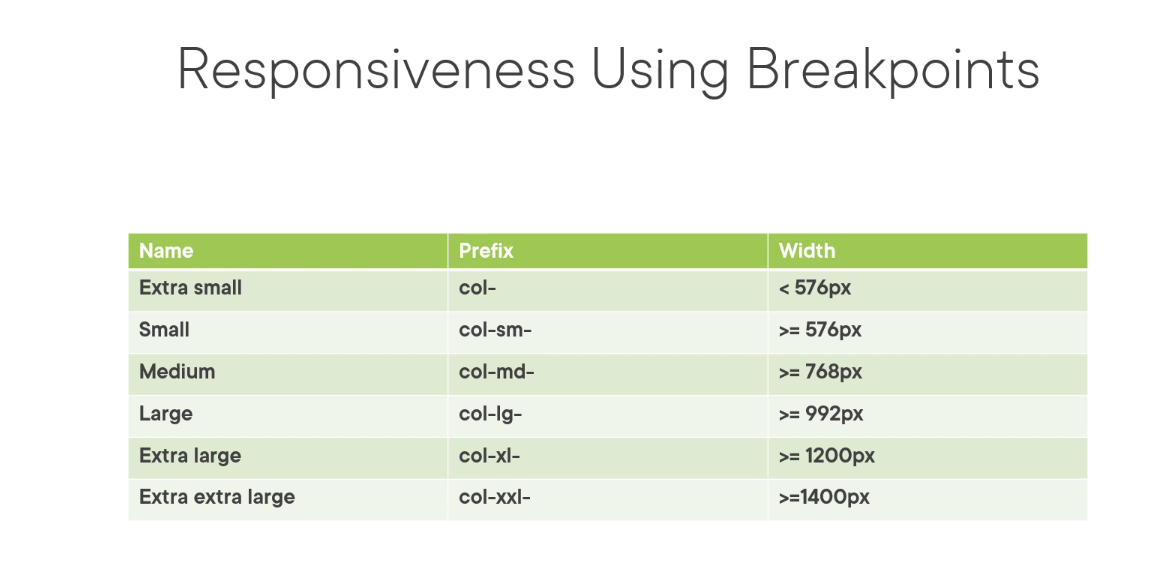 Responsiveness Using Breakpoints
Name Prefix Width
Extra small col- < 576px
Small col-sm- >= 576px
Medium col-md- >= 768px
Large col-lg- >= 992px
Extra large col-xl- >= 1200px
Extra extra large col-xxl- >=1400px